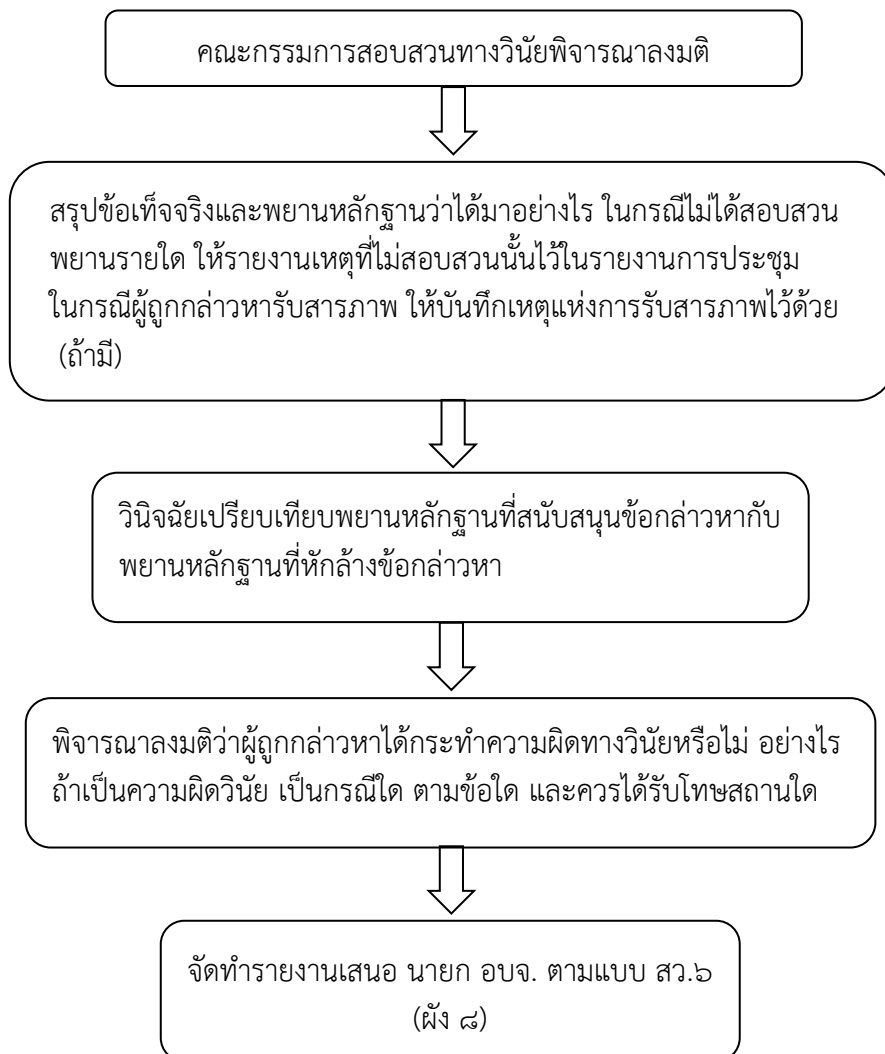 คณะกรรมการสอบสวนทางวินัยพิจารณาลงมติ
สรุปข้อเท็จจริงและพยานหลักฐานว่าได้มาอย่างไร ในกรณีไม่ได้สอบสวน
พยานรายใด ให้รายงานเหตุที่ไม่สอบสวนนั้นไว้ในรายงานการประชุม
ในกรณีผู้ถูกกล่าวหารับสารภาพ ให้บันทึกเหตุแห่งการรับสารภาพไว้ด้วย
(ถ้ามี)
วินิจฉัยเปรียบเทียบพยานหลักฐานที่สนับสนุนข้อกล่าวหากับ
พยานหลักฐานที่หักล้างข้อกล่าวหา
พิจารณาลงมติว่าผู้ถูกกล่าวหาได้กระทำความผิดทางวินัยหรือไม่ อย่างไร
ถ้าเป็นความผิดวินัย เป็นกรณีใด ตามข้อใด และควรได้รับโทษสถานใด
จัดทำรายงานเสนอ นายก อบจ. ตามแบบ สว.๖
(ผัง ๘)